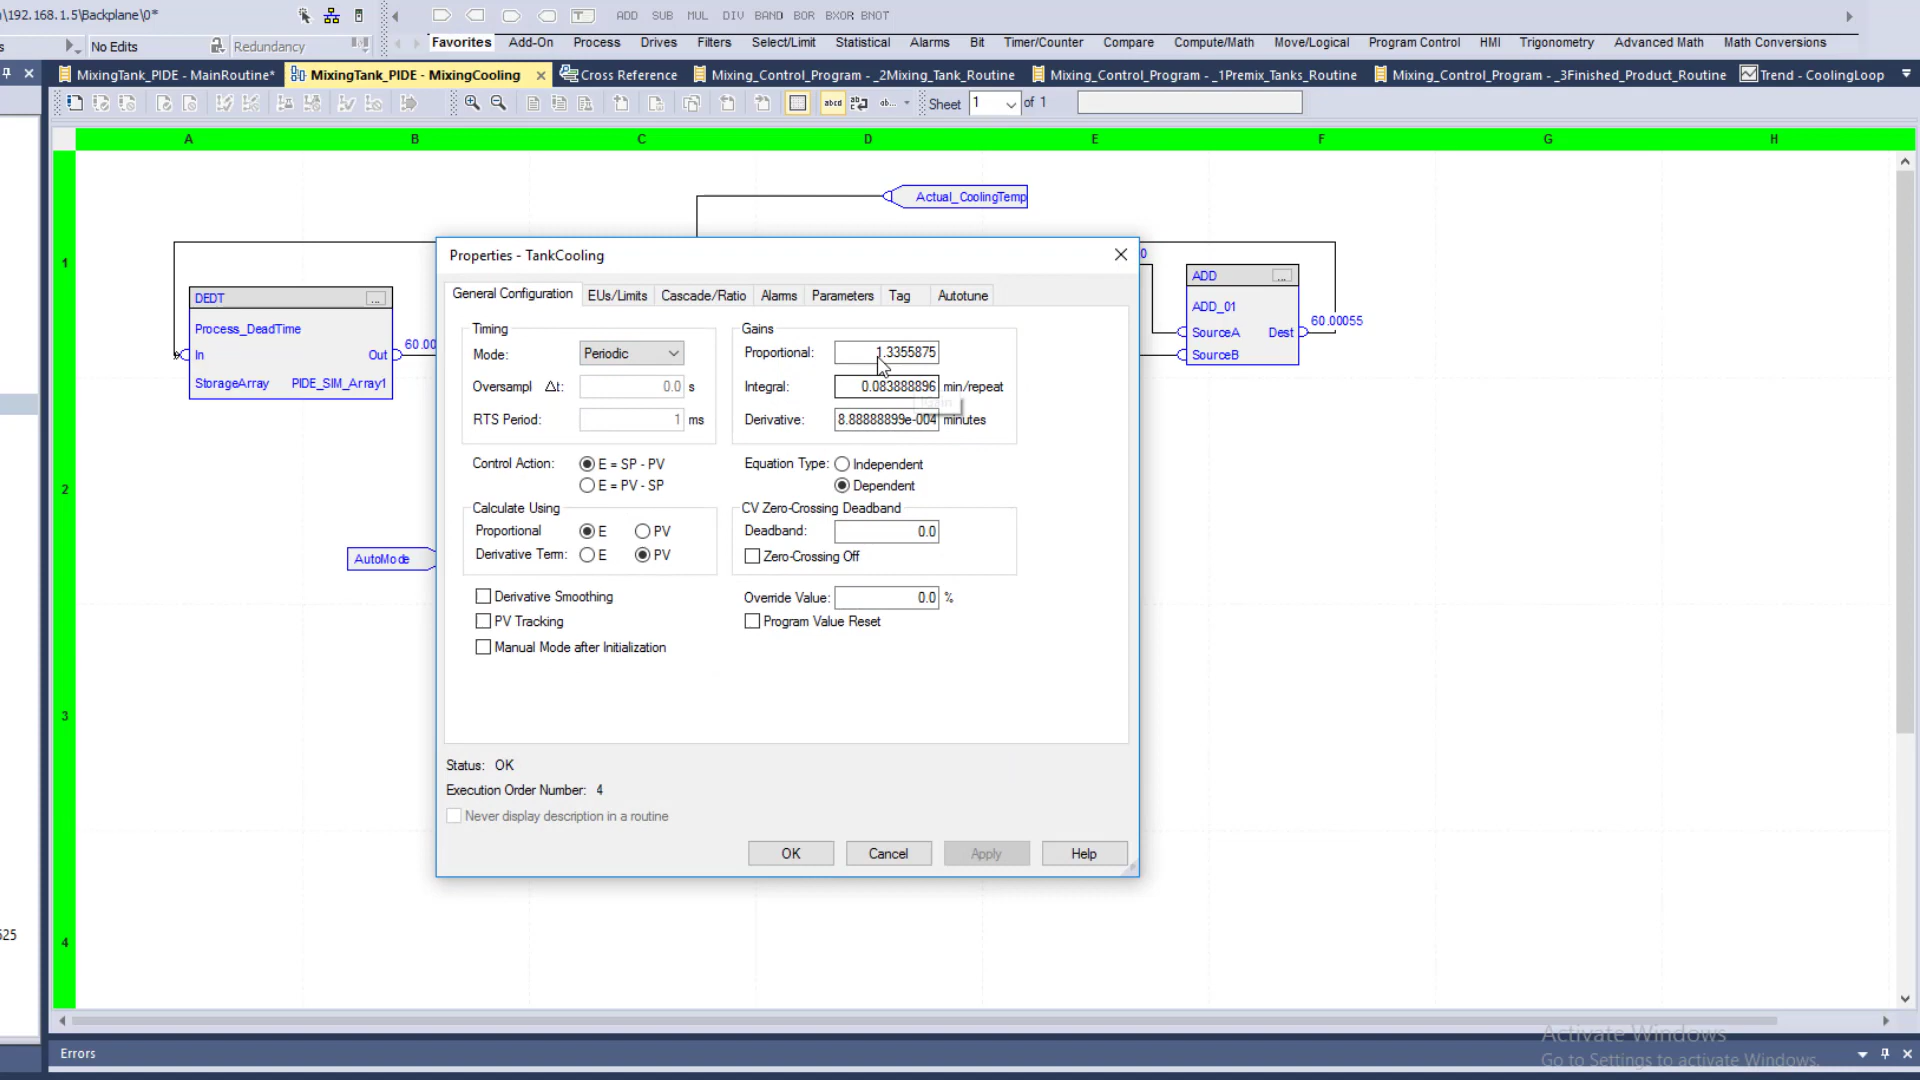 \192.168.1.5\Backplane\0*
ADD SUB MUL DIV BAND BOR BXOR BNOT
s No Edits Redundancy
Favorites Add-On Process Drives Filters Select/Limit Statistical Alarms Bit Timer/Counter Compare Compute/Math Move/Logical Program Control HMI Trigonometry Advanced Math Math Conversions
MixingTank_PIDE - MainRoutine* MixingTank_PIDE - MixingCooling Cross Reference Mixing_Control_Program - _2Mixing_Tank_Routine Mixing_Control_Program - _1Premix_Tanks_Routine Mixing_Control_Program - _3Finished_Product_Routine Trend - CoolingLoop
abcd ab... Sheet 1 of 1
A B C D E F G H
1
2
3
4
Actual_CoolingTemp
DEDT ...
Process_DeadTime
In Out
StorageArray PIDE_SIM_Array1
60.00
AutoMode
0
ADD ...
ADD_01
SourceA Dest
SourceB
60.00055
Properties - TankCooling
General Configuration EUs/Limits Cascade/Ratio Alarms Parameters Tag Autotune
Timing
Mode: Periodic
Oversampl Δt: 0.0 s
RTS Period: 1 ms
Gains
Proportional: 1.3355875
Integral: 0.083888896 min/repeat
Derivative: 8.88888899e-004 minutes
Control Action: E = SP - PV
E = PV - SP
Equation Type: Independent
Dependent
Calculate Using
Proportional E PV
Derivative Term: E PV
CV Zero-Crossing Deadband
Deadband: 0.0
Zero-Crossing Off
Derivative Smoothing
PV Tracking
Manual Mode after Initialization
Override Value: 0.0 %
Program Value Reset
Status: OK
Execution Order Number: 4
Never display description in a routine
OK Cancel Apply Help
625
Errors
Activate Windows
Go to Settings to activate Windows.